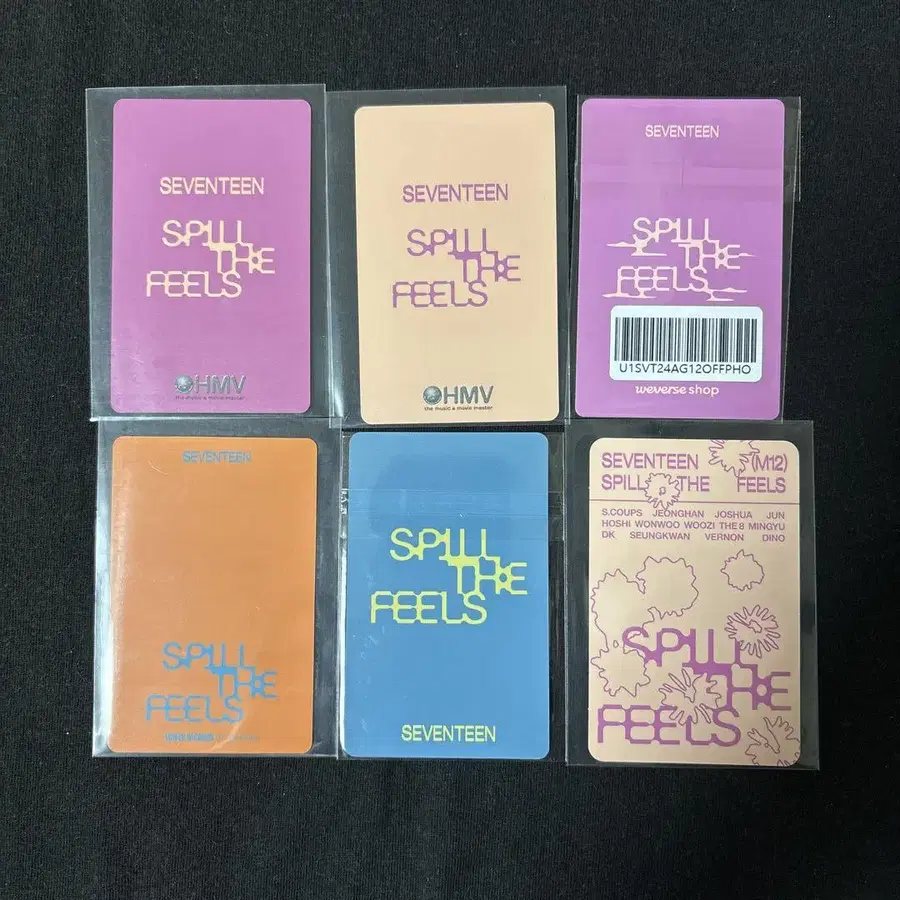 SEVENTEEN
SPILL
THE
FEELS
HMV
the music & movie master
SEVENTEEN
SPILL
THE
FEELS
HMV
the music & movie master
SEVENTEEN
SPILL
THE
FEELS
U1SVT24AG12OFFPHO
weverse shop
SEVENTEEN
SPILL
THE
FEELS
SPILL
THE
FEELS
SEVENTEEN
SEVENTEEN (M12)
SPILL THE FEELS
S.COUPS JEONGHAN JOSHUA JUN
HOSHI WONWOO WOOZI THE 8 MINGYU
DK SEUNGKWAN VERNON DINO
SPILL
THE
FEELS